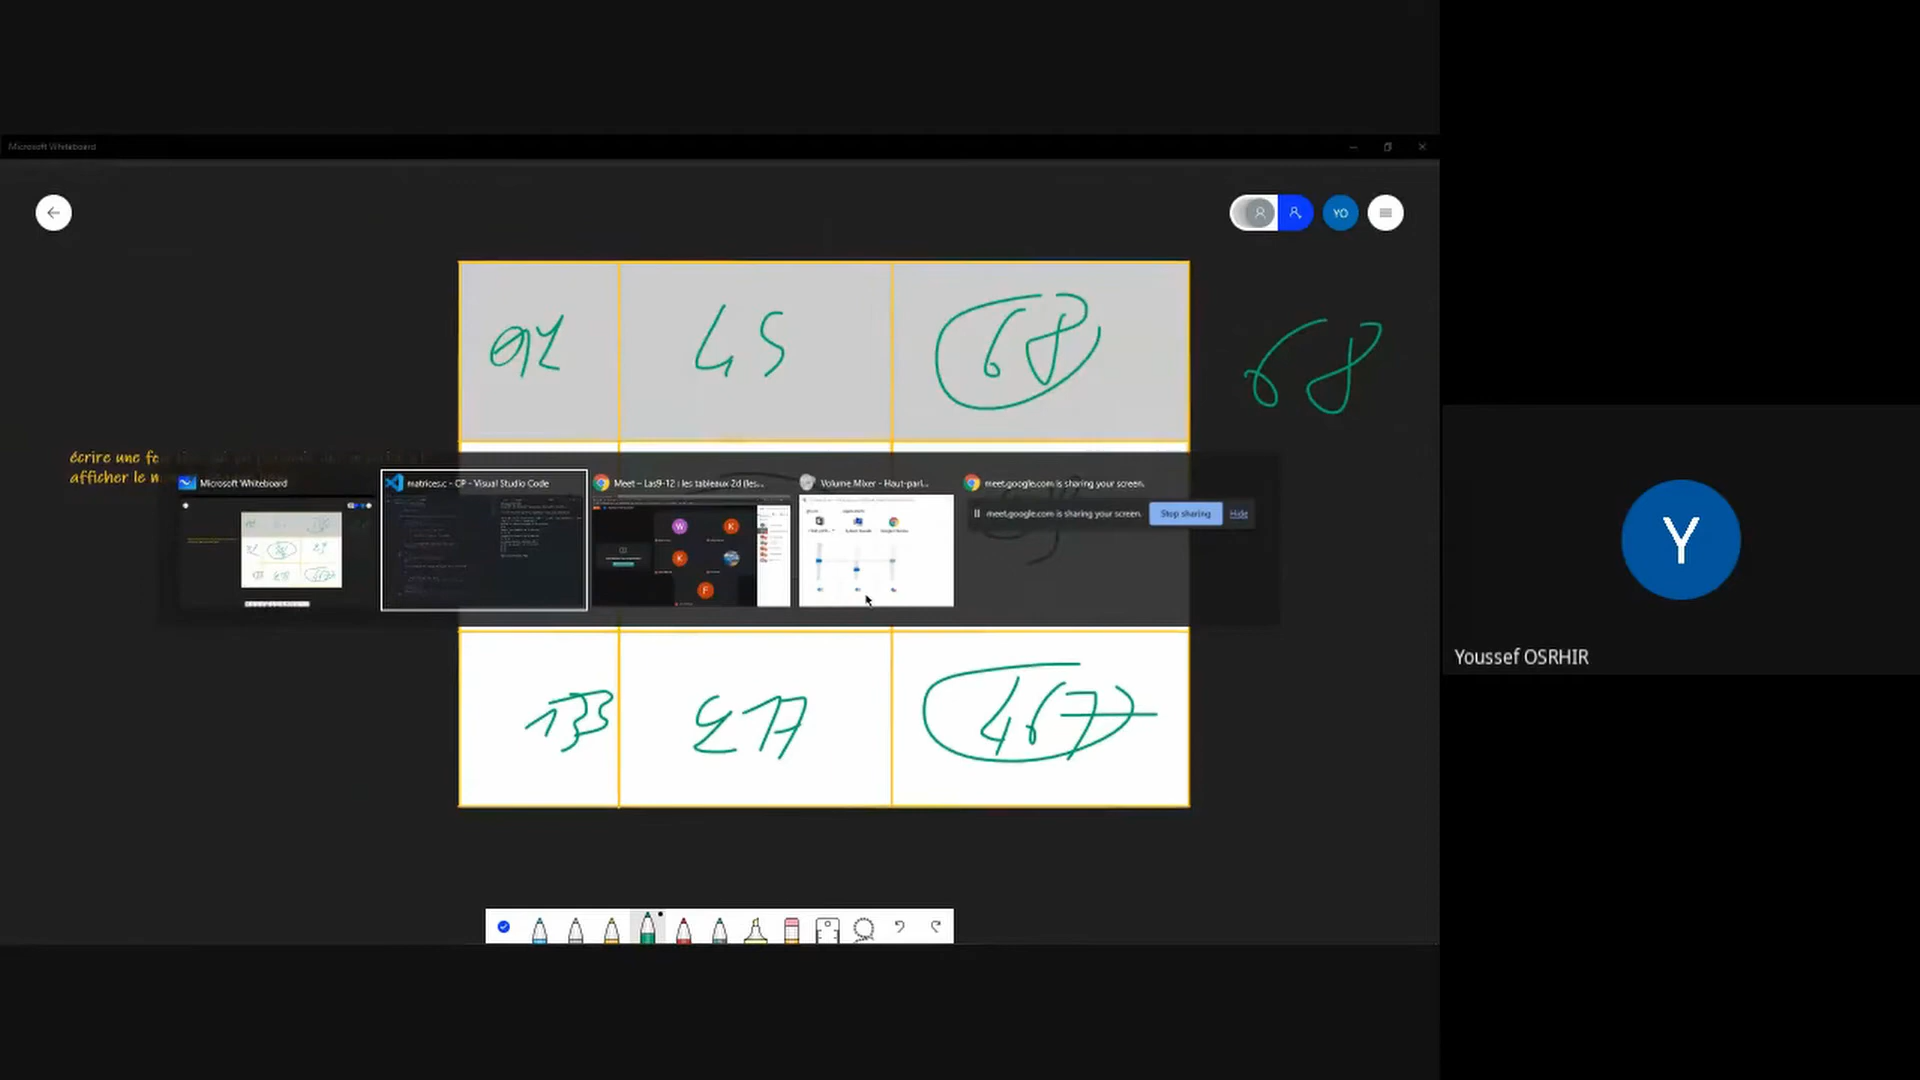 Microsoft Whiteboard
YO
45
68
68
écrire une fo
afficher le m
Microsoft Whiteboard
matrices.c - CP - Visual Studio Code
Meet – Las9-12 : les tableaux 2d (les...
Volume Mixer - Haut-parl...
meet.google.com is sharing your screen.
meet.google.com is sharing your screen.
Stop sharing
Hide
W
K
K
F
133
467
Y
Youssef OSRHIR